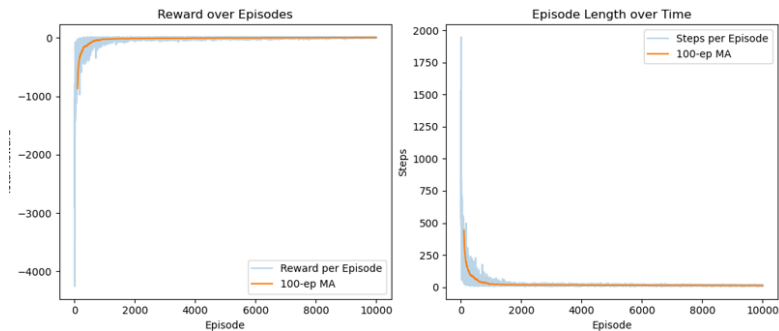 Reward over Episodes
0
−1000
−2000
−3000
−4000
0
2000
4000
6000
8000
10000
Episode
Reward per Episode
100-ep MA
Episode Length over Time
Steps
2000
1750
1500
1250
1000
750
500
250
0
0
2000
4000
6000
8000
10000
Episode
Steps per Episode
100-ep MA